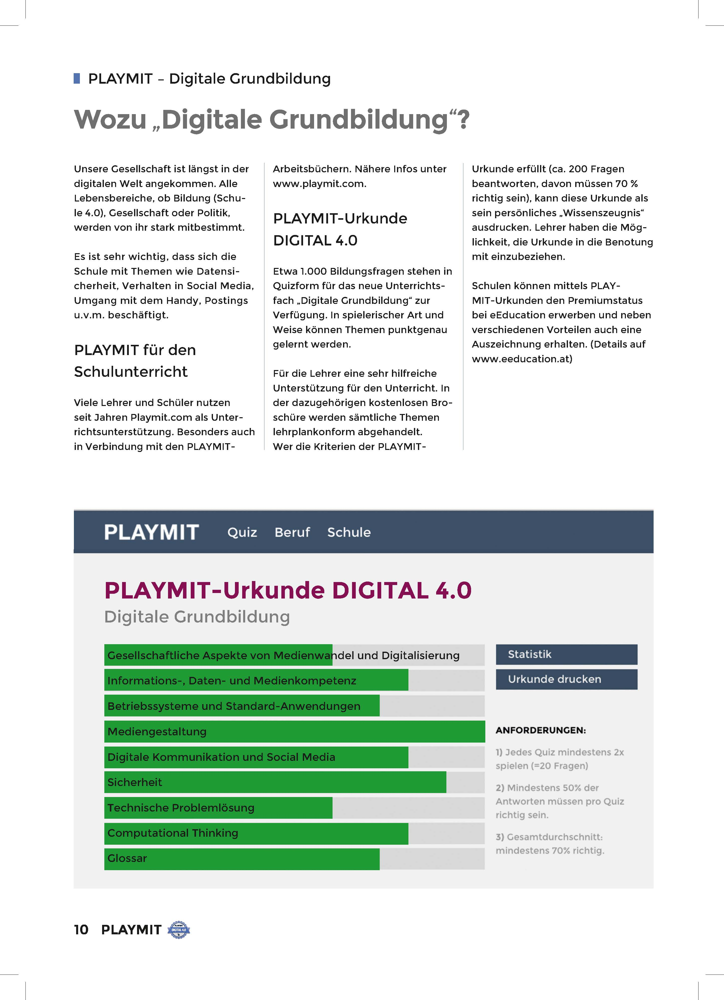 PLAYMIT – Digitale Grundbildung
Wozu „Digitale Grundbildung“?
Unsere Gesellschaft ist längst in der
digitalen Welt angekommen. Alle
Lebensbereiche, ob Bildung (Schu-
le 4.0), Gesellschaft oder Politik,
werden von ihr stark mitbestimmt.
Es ist sehr wichtig, dass sich die
Schule mit Themen wie Datensi-
cherheit, Verhalten in Social Media,
Umgang mit dem Handy, Postings
u.v.m. beschäftigt.
PLAYMIT für den
Schulunterricht
Viele Lehrer und Schüler nutzen
seit Jahren Playmit.com als Unter-
richtsunterstützung. Besonders auch
in Verbindung mit den PLAYMIT-
Arbeitsbüchern. Nähere Infos unter
www.playmit.com.
PLAYMIT-Urkunde
DIGITAL 4.0
Etwa 1.000 Bildungsfragen stehen in
Quizform für das neue Unterrichts-
fach „Digitale Grundbildung“ zur
Verfügung. In spielerischer Art und
Weise können Themen punktgenau
gelernt werden.
Für die Lehrer eine sehr hilfreiche
Unterstützung für den Unterricht. In
der dazugehörigen kostenlosen Bro-
schüre werden sämtliche Themen
lehrplankonform abgehandelt.
Wer die Kriterien der PLAYMIT-
Urkunde erfüllt (ca. 200 Fragen
beantworten, davon müssen 70 %
richtig sein), kann diese Urkunde als
sein persönliches „Wissenszeugnis“
ausdrucken. Lehrer haben die Mög-
lichkeit, die Urkunde in die Benotung
mit einzubeziehen.
Schulen können mittels PLAY-
MIT-Urkunden den Premiumstatus
bei eEducation erwerben und neben
verschiedenen Vorteilen auch eine
Auszeichnung erhalten. (Details auf
www.eeducation.at)
PLAYMIT Quiz Beruf Schule
PLAYMIT-Urkunde DIGITAL 4.0
Digitale Grundbildung
Gesellschaftliche Aspekte von Medienwandel und Digitalisierung
Informations-, Daten- und Medienkompetenz
Betriebssysteme und Standard-Anwendungen
Mediengestaltung
Digitale Kommunikation und Social Media
Sicherheit
Technische Problemlösung
Computational Thinking
Glossar
Statistik
Urkunde drucken
ANFORDERUNGEN:
1) Jedes Quiz mindestens 2x
spielen (=20 Fragen)
2) Mindestens 50% der
Antworten müssen pro Quiz
richtig sein.
3) Gesamtdurchschnitt:
mindestens 70% richtig.
10 PLAYMIT
PLAYMIT
DIGITAL 4.0